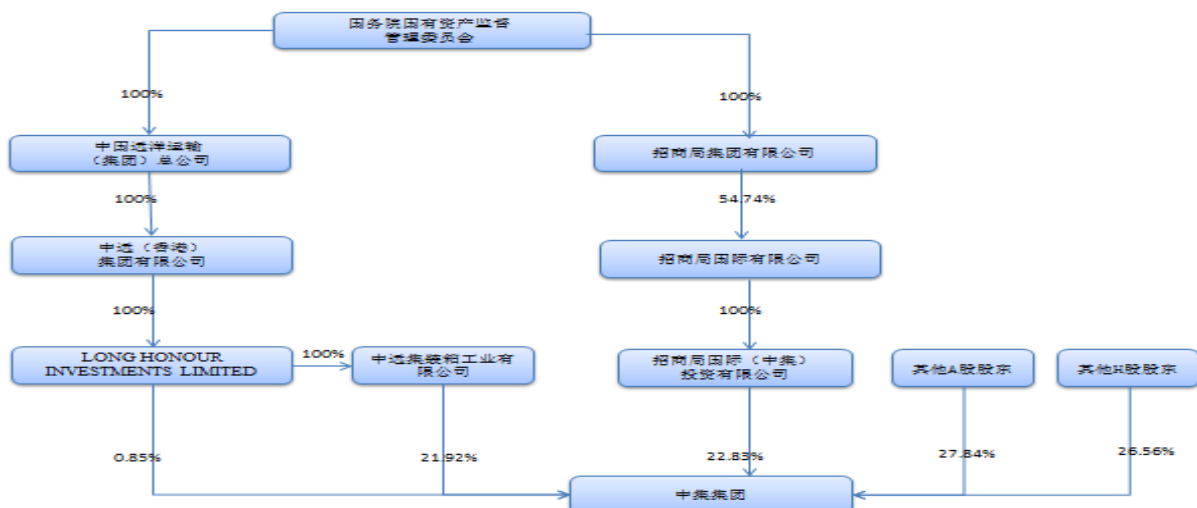 国务院国有资产监督
管理委员会
100%
100%
中国远洋运输
（集团）总公司
招商局集团有限公司
100%
54.74%
中远（香港）
集团有限公司
招商局国际有限公司
100%
100%
LONG HONOUR
INVESTMENTS LIMITED
100%
中远集装箱工业有
限公司
招商局国际（中集）
投资有限公司
其他A股股东
其他H股股东
0.85%
21.92%
22.83%
27.84%
26.56%
中集集团